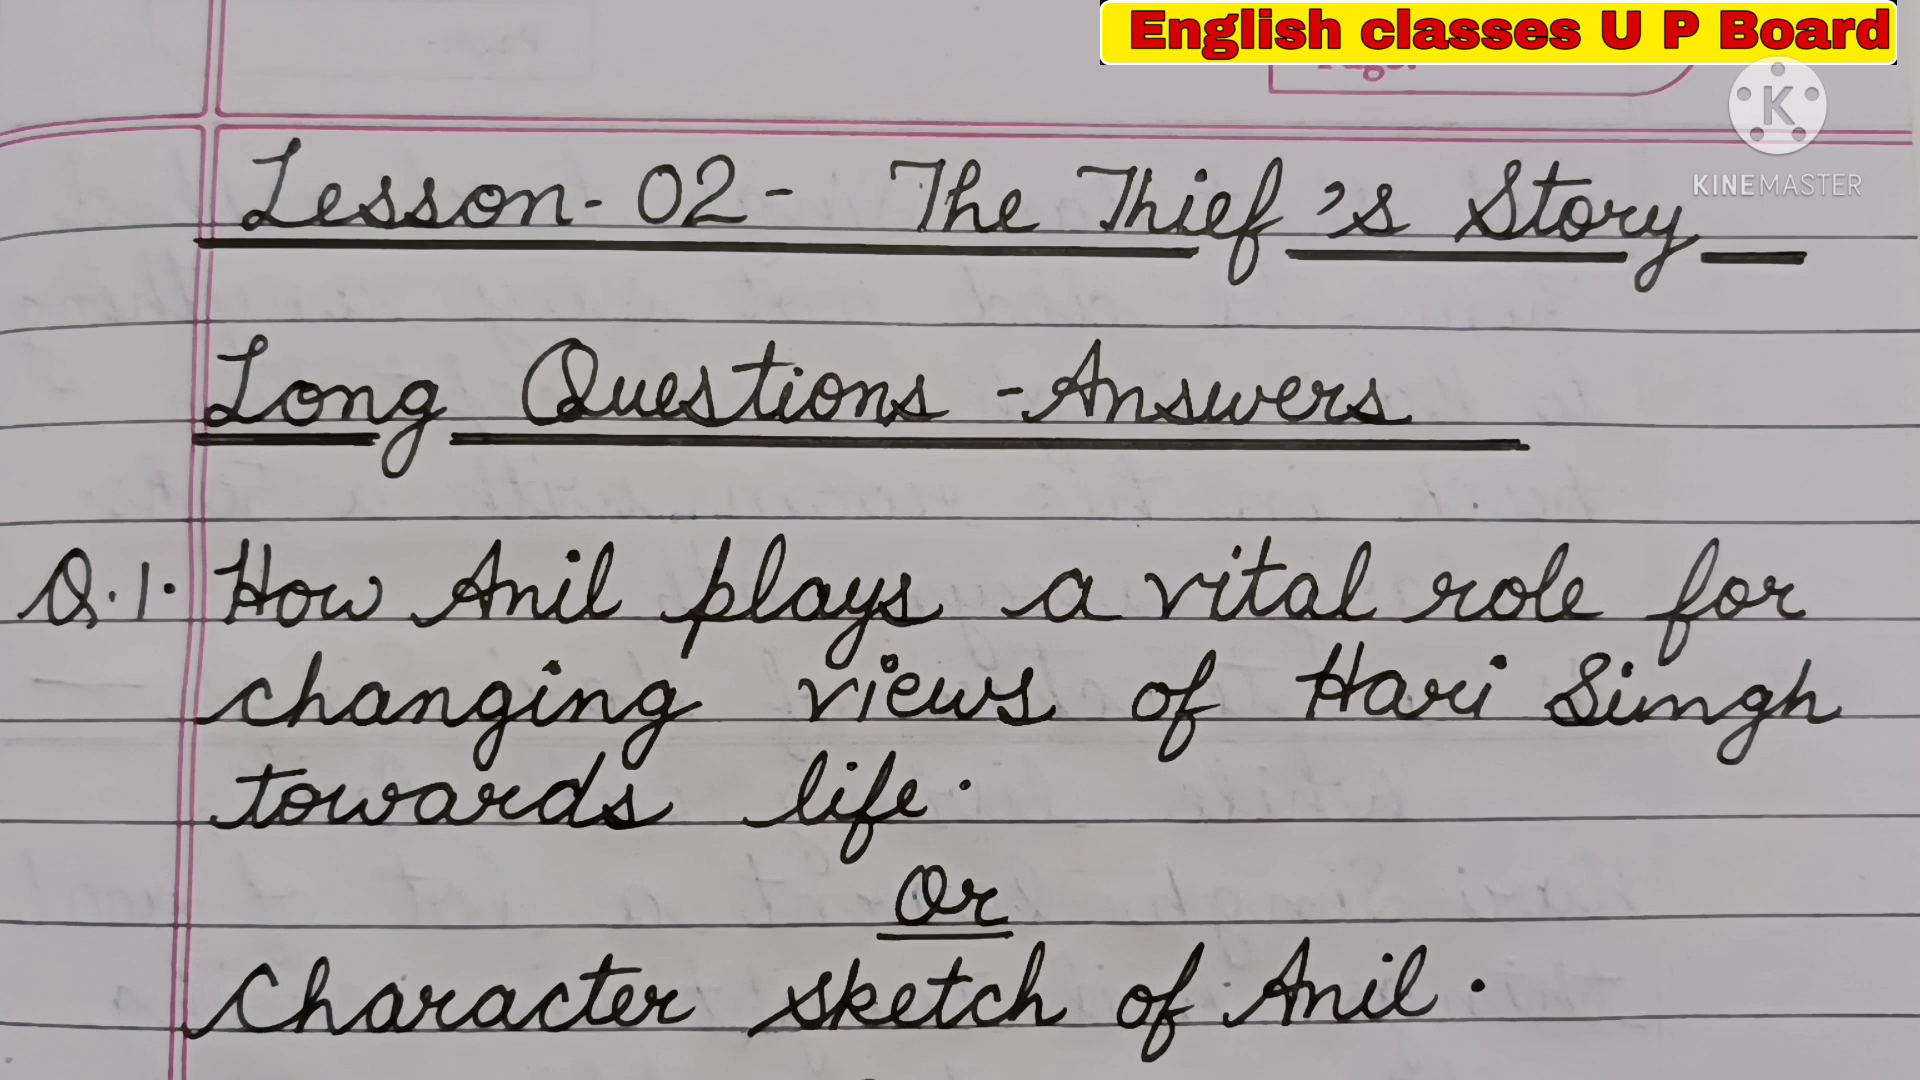 English classes U P Board
Page:
KINEMASTER
Lesson-02- The Thief's Story
Long Questions-Answers
Q.1. How Anil plays a vital role for
changing views of Hari Singh
towards life.
Or
Character sketch of Anil.